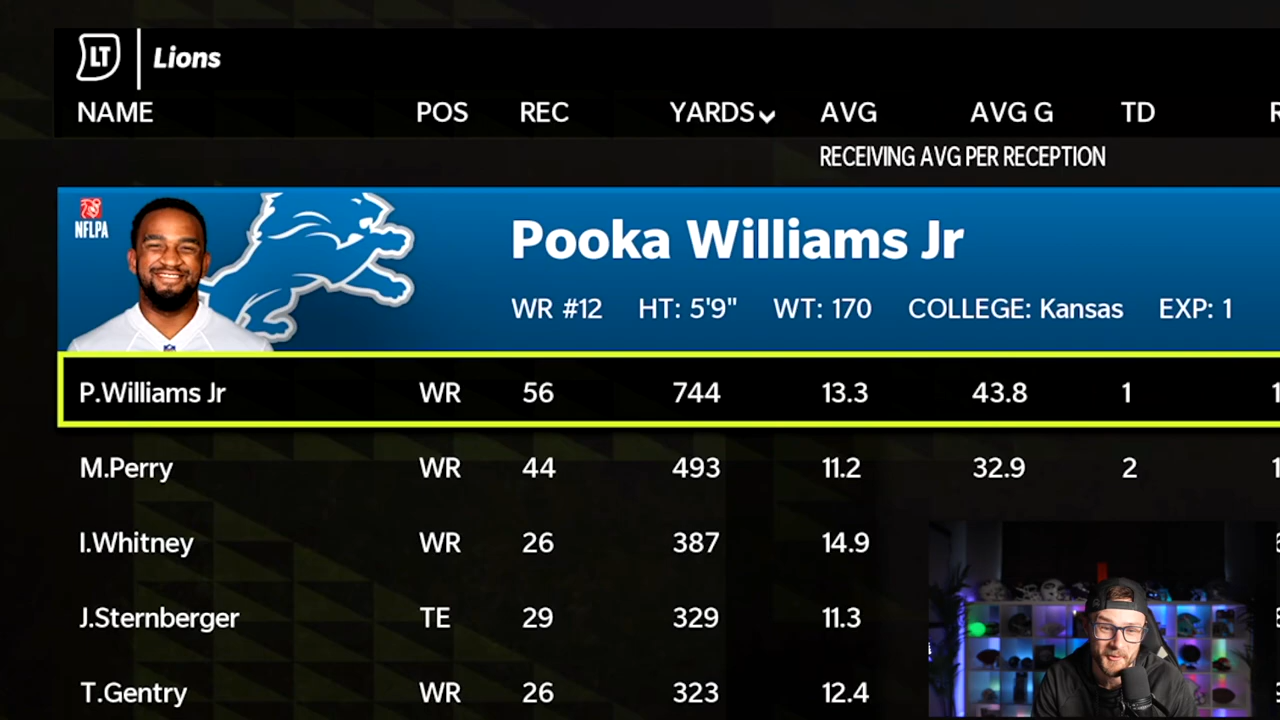 LT Lions
NAME POS REC YARDS AVG AVG G TD
RECEIVING AVG PER RECEPTION
NFLPA
Pooka Williams Jr
WR #12 HT: 5'9" WT: 170 COLLEGE: Kansas EXP: 1
P.Williams Jr WR 56 744 13.3 43.8 1
M.Perry WR 44 493 11.2 32.9 2
I.Whitney WR 26 387 14.9
J.Sternberger TE 29 329 11.3
T.Gentry WR 26 323 12.4